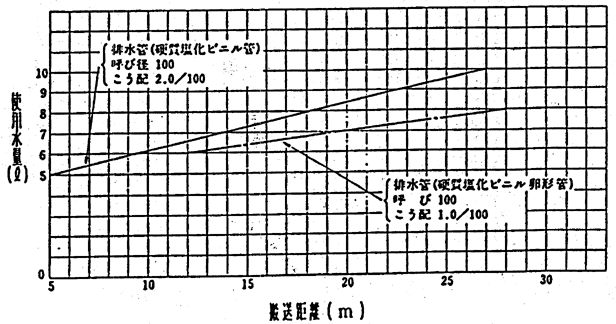 排水管(硬質塩化ビニル管)
呼び径 100
こう配 2.0/100
10
9
8
7
6
5
0
使用水量(ℓ)
排水管(硬質塩化ビニル卵形管)
呼び 100
こう配 1.0/100
5
10
15
20
25
30
搬送距離(m)